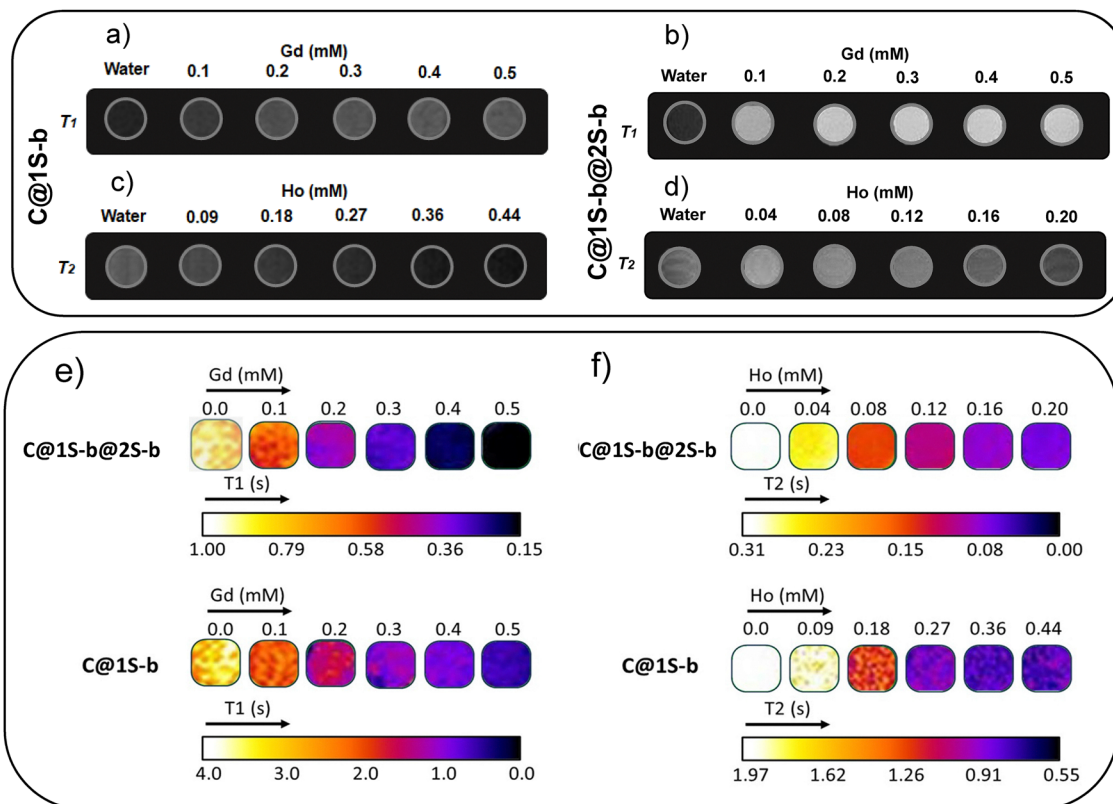 a)
Gd (mM)
Water 0.1 0.2 0.3 0.4 0.5
T1
C@1S-b
c)
Ho (mM)
Water 0.09 0.18 0.27 0.36 0.44
T2
b)
Gd (mM)
Water 0.1 0.2 0.3 0.4 0.5
T1
C@1S-b@2S-b
d)
Ho (mM)
Water 0.04 0.08 0.12 0.16 0.20
T2
e)
Gd (mM)
0.0 0.1 0.2 0.3 0.4 0.5
C@1S-b@2S-b
T1 (s)
1.00 0.79 0.58 0.36 0.15
Gd (mM)
0.0 0.1 0.2 0.3 0.4 0.5
C@1S-b
T1 (s)
4.0 3.0 2.0 1.0 0.0
f)
Ho (mM)
0.0 0.04 0.08 0.12 0.16 0.20
C@1S-b@2S-b
T2 (s)
0.31 0.23 0.15 0.08 0.00
Ho (mM)
0.0 0.09 0.18 0.27 0.36 0.44
C@1S-b
T2 (s)
1.97 1.62 1.26 0.91 0.55